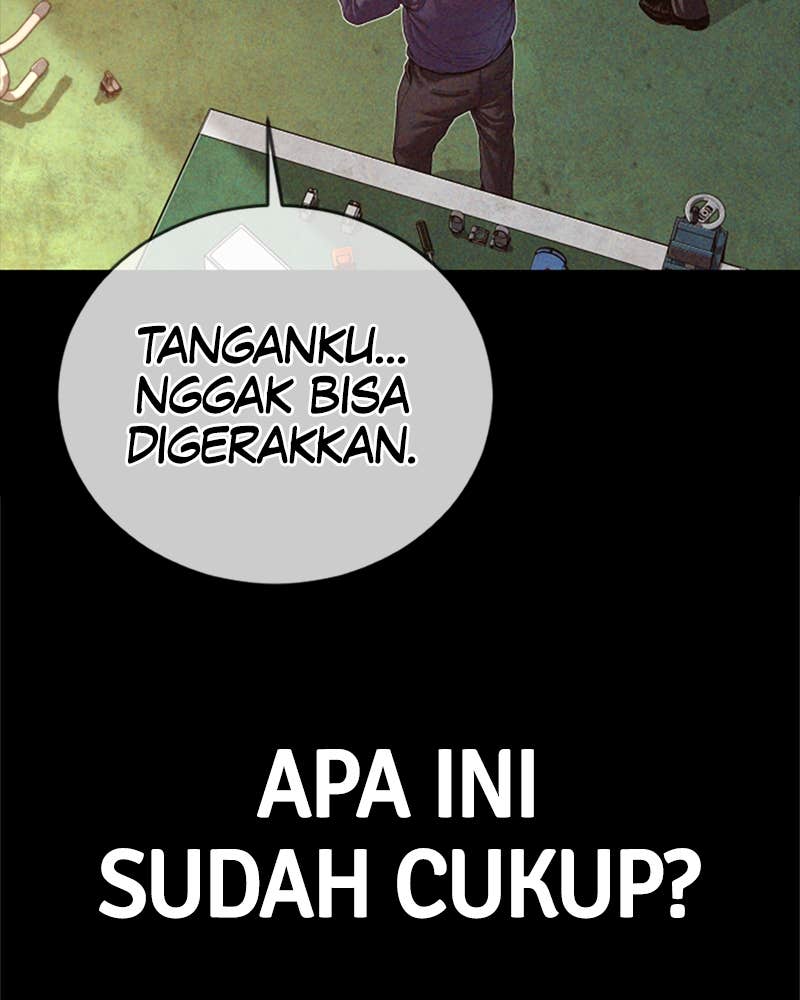 TANGANKU...
NGGAK BISA
DIGERAKKAN.
APA INI
SUDAH CUKUP?